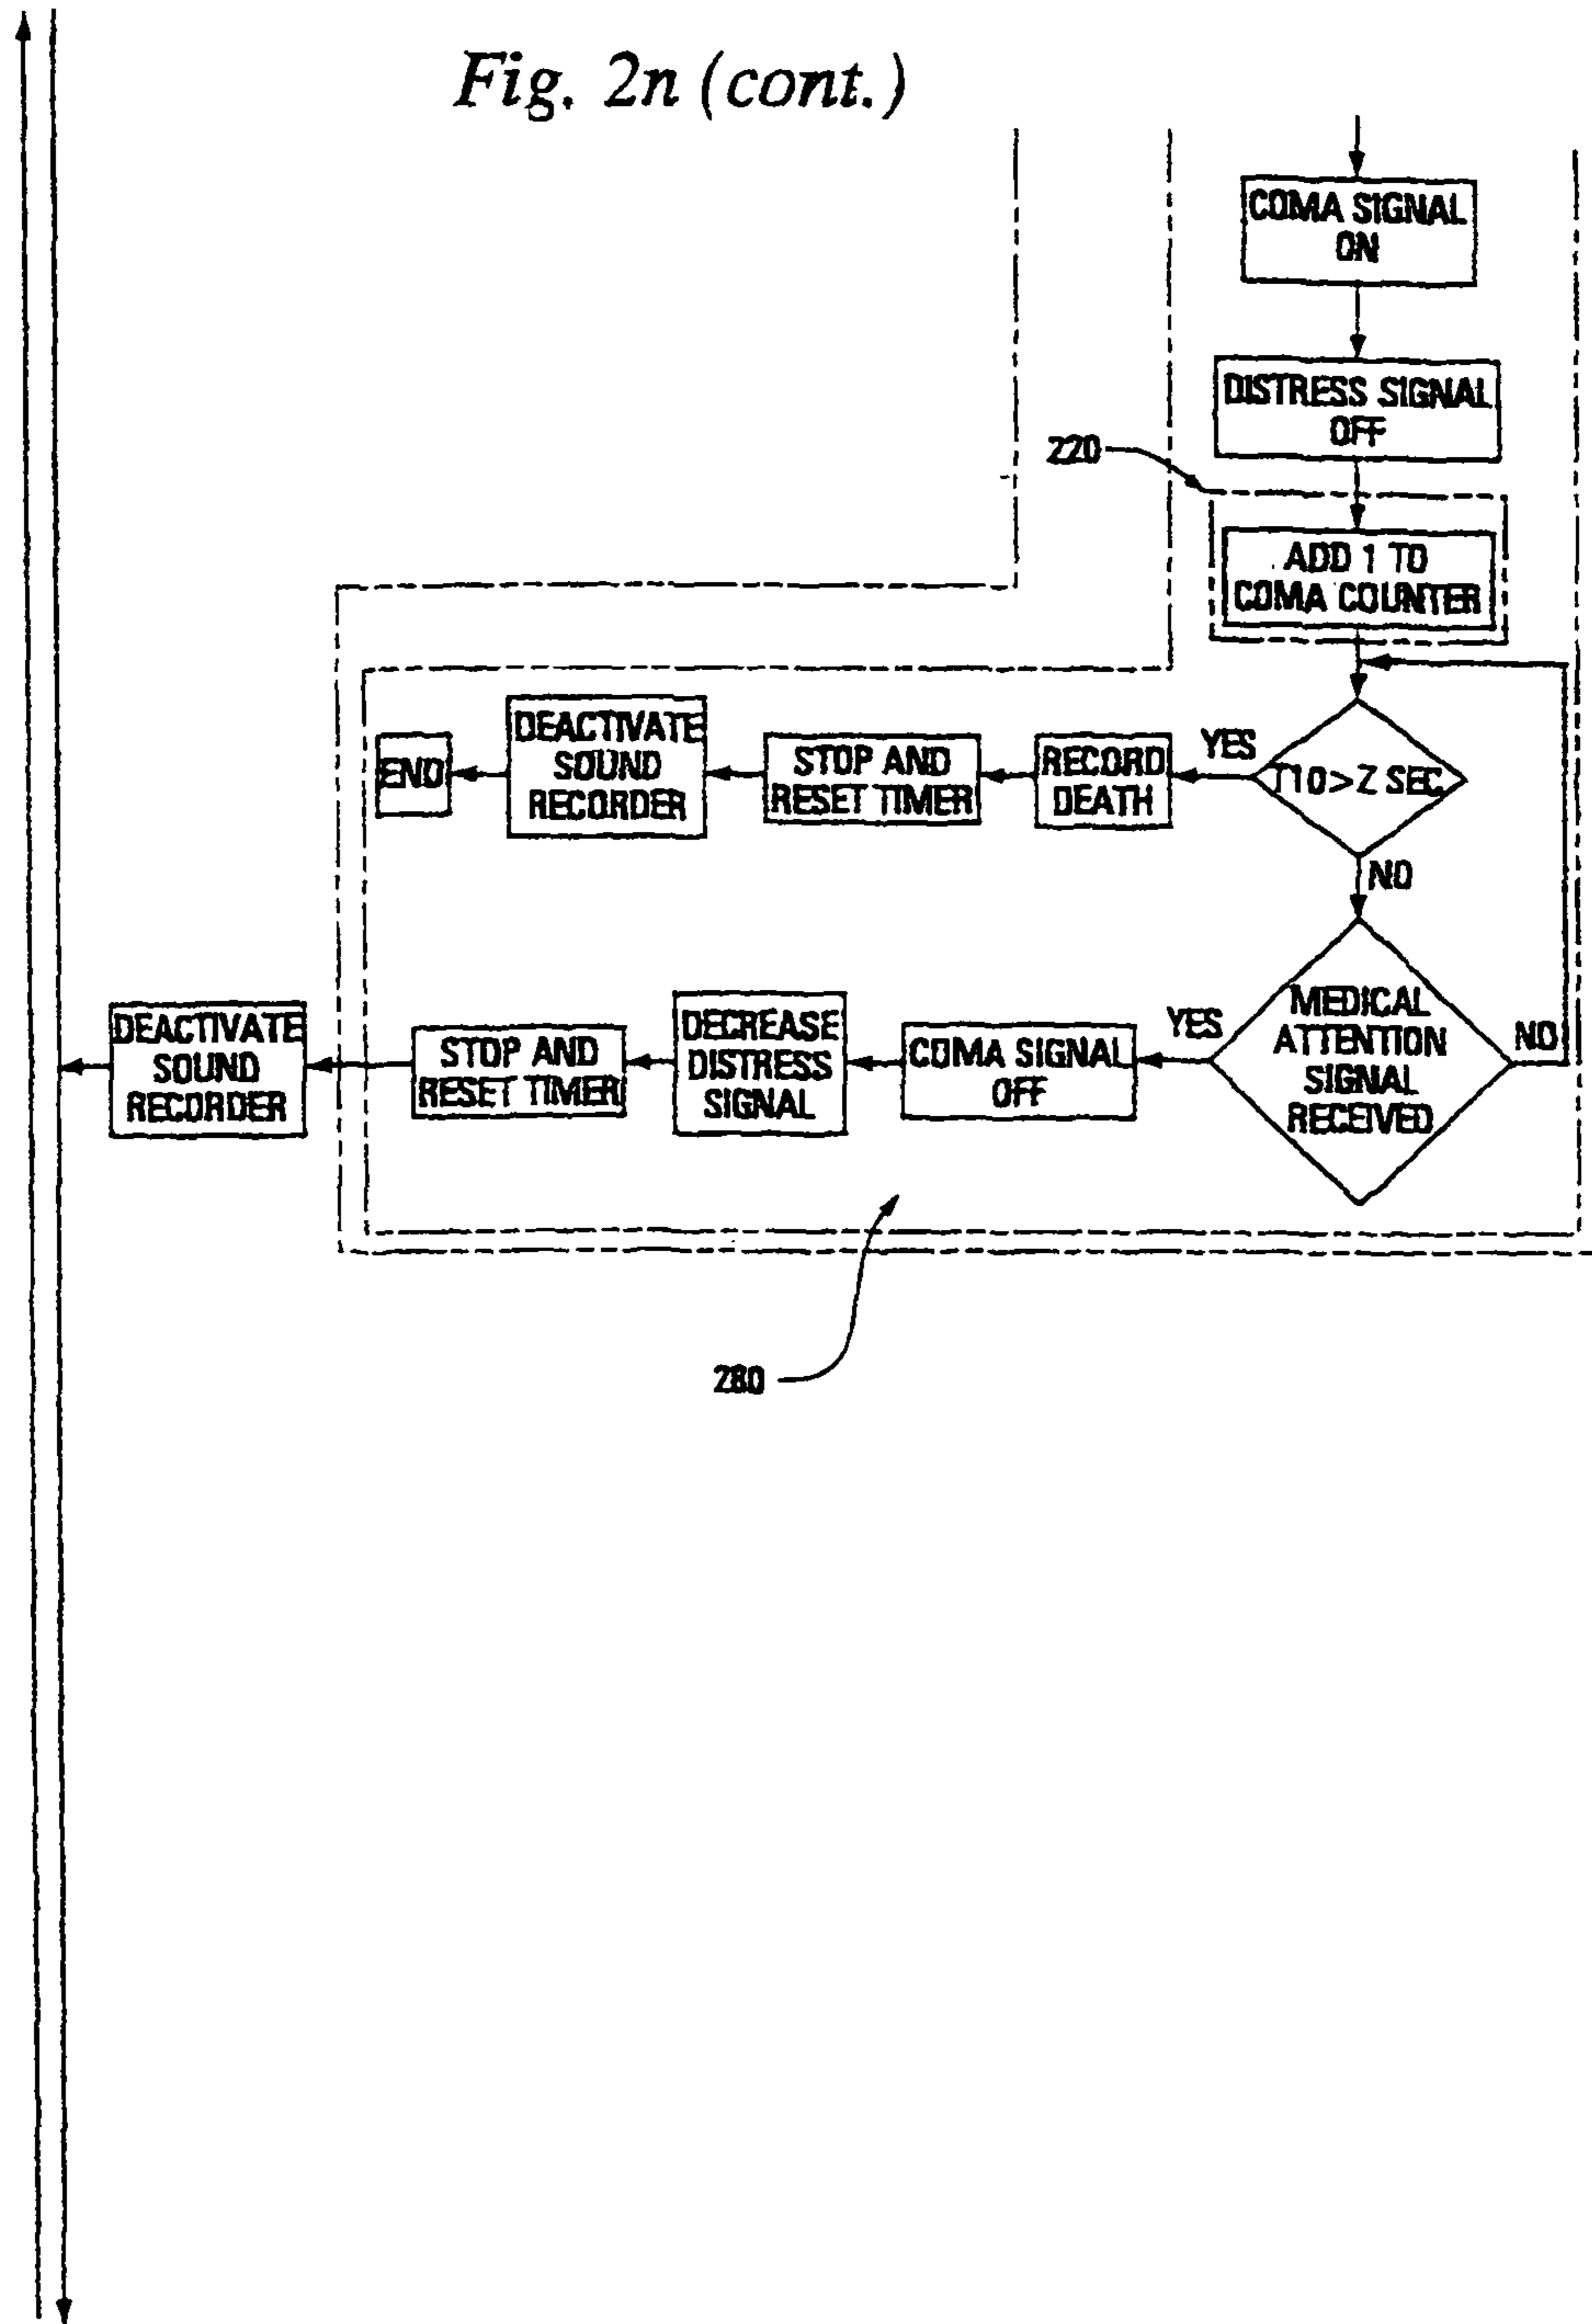 Fig. 2n (cont.)
COMA SIGNAL
ON
DISTRESS SIGNAL
OFF
220
ADD 1 TO
COMA COUNTER
T10>Z SEC
YES
RECORD
DEATH
STOP AND
RESET TIMER
DEACTIVATE
SOUND
RECORDER
END
NO
MEDICAL
ATTENTION
SIGNAL
RECEIVED
NO
YES
COMA SIGNAL
OFF
DECREASE
DISTRESS
SIGNAL
STOP AND
RESET TIMER
DEACTIVATE
SOUND
RECORDER
280